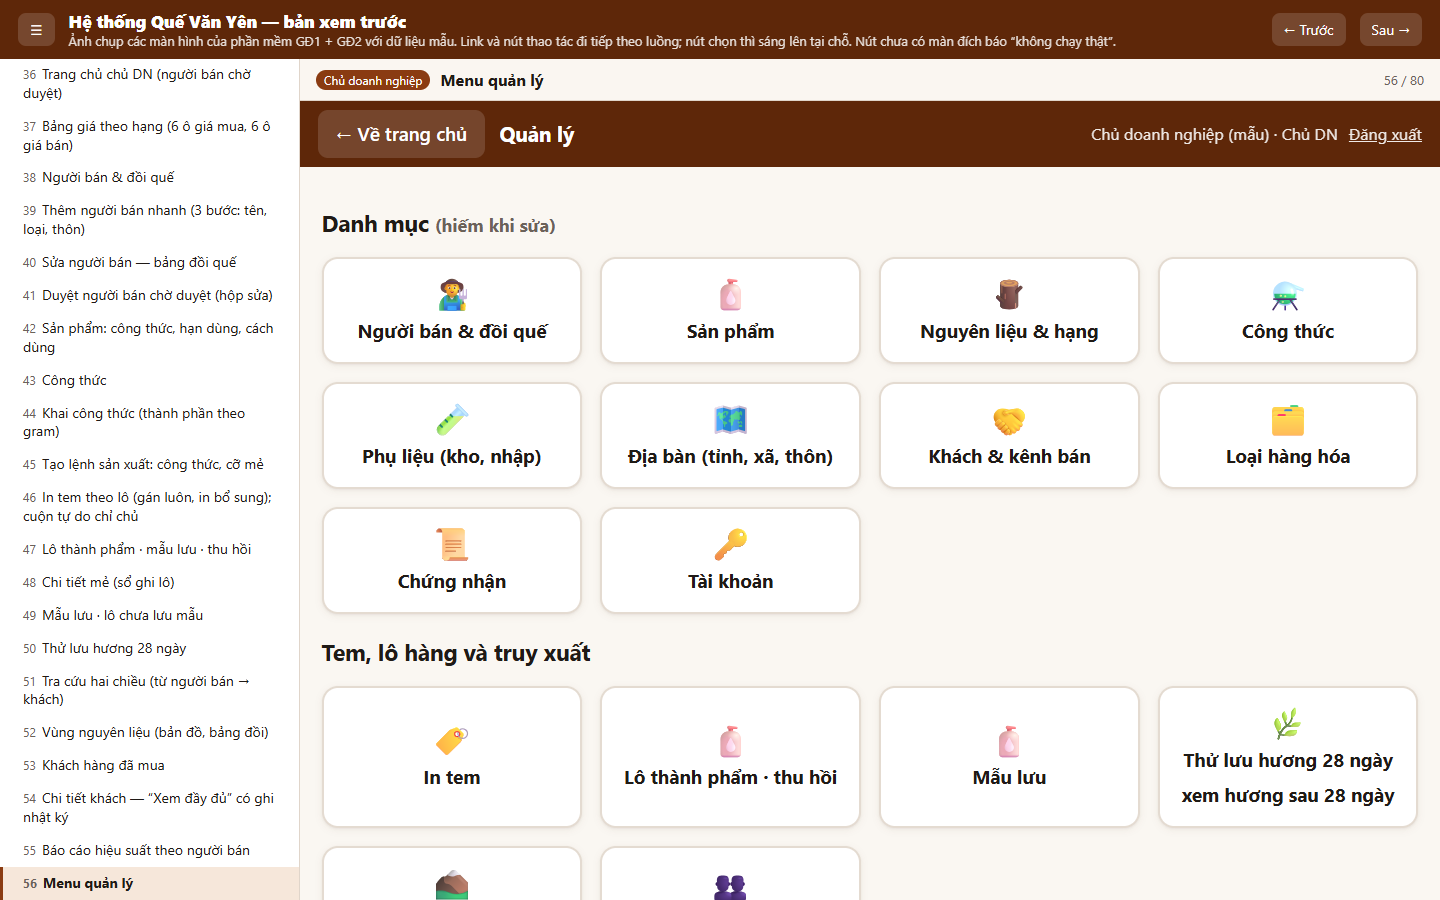 ☰
Hệ thống Quế Văn Yên — bản xem trước
Ảnh chụp các màn hình của phần mềm GĐ1 + GĐ2 với dữ liệu mẫu. Link và nút thao tác đi tiếp theo luồng; nút chọn thì sáng lên tại chỗ. Nút chưa có màn đích báo “không chạy thật”.
← Trước
Sau →
36 Trang chủ chủ DN (người bán chờ
duyệt)
37 Bảng giá theo hạng (6 ô giá mua, 6 ô
giá bán)
38 Người bán & đồi quế
39 Thêm người bán nhanh (3 bước: tên,
loại, thôn)
40 Sửa người bán — bảng đồi quế
41 Duyệt người bán chờ duyệt (hộp sửa)
42 Sản phẩm: công thức, hạn dùng, cách
dùng
43 Công thức
44 Khai công thức (thành phần theo
gram)
45 Tạo lệnh sản xuất: công thức, cỡ mẻ
46 In tem theo lô (gán luôn, in bổ sung);
cuộn tự do chỉ chủ
47 Lô thành phẩm · mẫu lưu · thu hồi
48 Chi tiết mẻ (sổ ghi lô)
49 Mẫu lưu · lô chưa lưu mẫu
50 Thử lưu hương 28 ngày
51 Tra cứu hai chiều (từ người bán →
khách)
52 Vùng nguyên liệu (bản đồ, bảng đồi)
53 Khách hàng đã mua
54 Chi tiết khách — “Xem đầy đủ” có ghi
nhật ký
55 Báo cáo hiệu suất theo người bán
56 Menu quản lý
Chủ doanh nghiệp
Menu quản lý
56 / 80
← Về trang chủ
Quản lý
Chủ doanh nghiệp (mẫu) · Chủ DN
Đăng xuất
Danh mục (hiếm khi sửa)
Người bán & đồi quế
Sản phẩm
Nguyên liệu & hạng
Công thức
Phụ liệu (kho, nhập)
Địa bàn (tỉnh, xã, thôn)
Khách & kênh bán
Loại hàng hóa
Chứng nhận
Tài khoản
Tem, lô hàng và truy xuất
In tem
Lô thành phẩm · thu hồi
Mẫu lưu
Thử lưu hương 28 ngày
xem hương sau 28 ngày